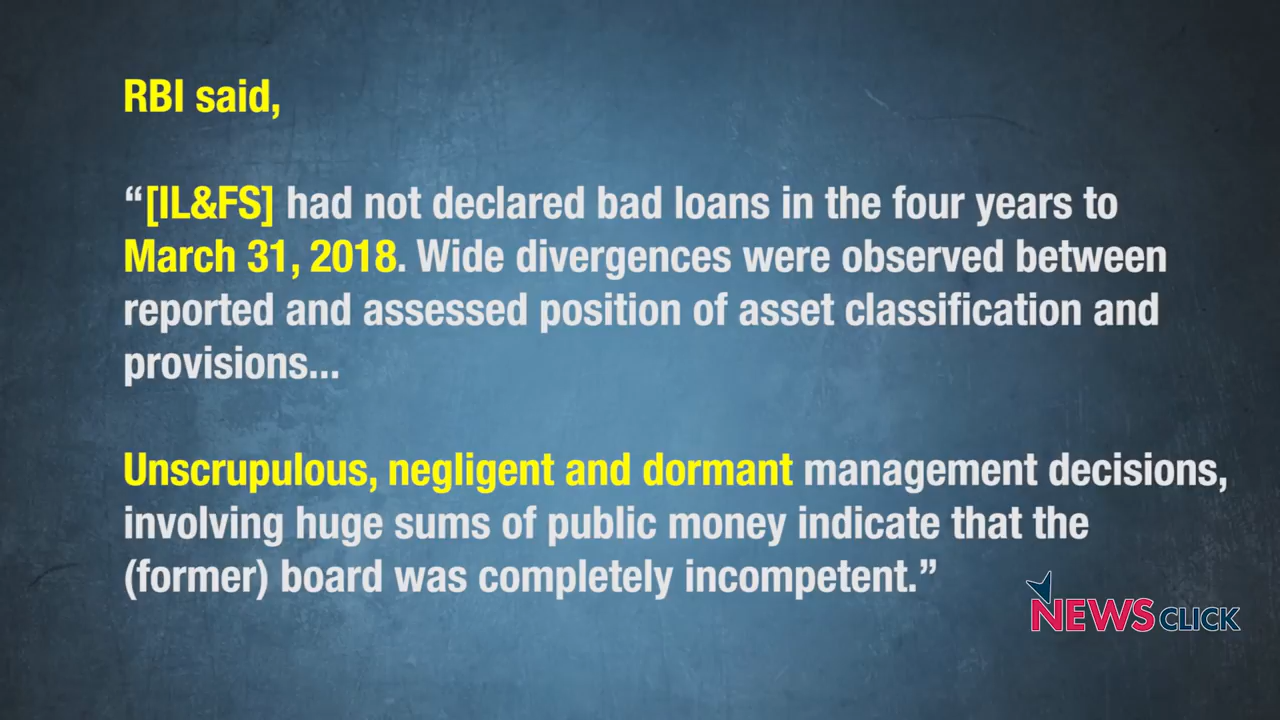 RBI said,
“[IL&FS] had not declared bad loans in the four years to
March 31, 2018. Wide divergences were observed between
reported and assessed position of asset classification and
provisions...
Unscrupulous, negligent and dormant management decisions,
involving huge sums of public money indicate that the
(former) board was completely incompetent.”
NEWSCLICK